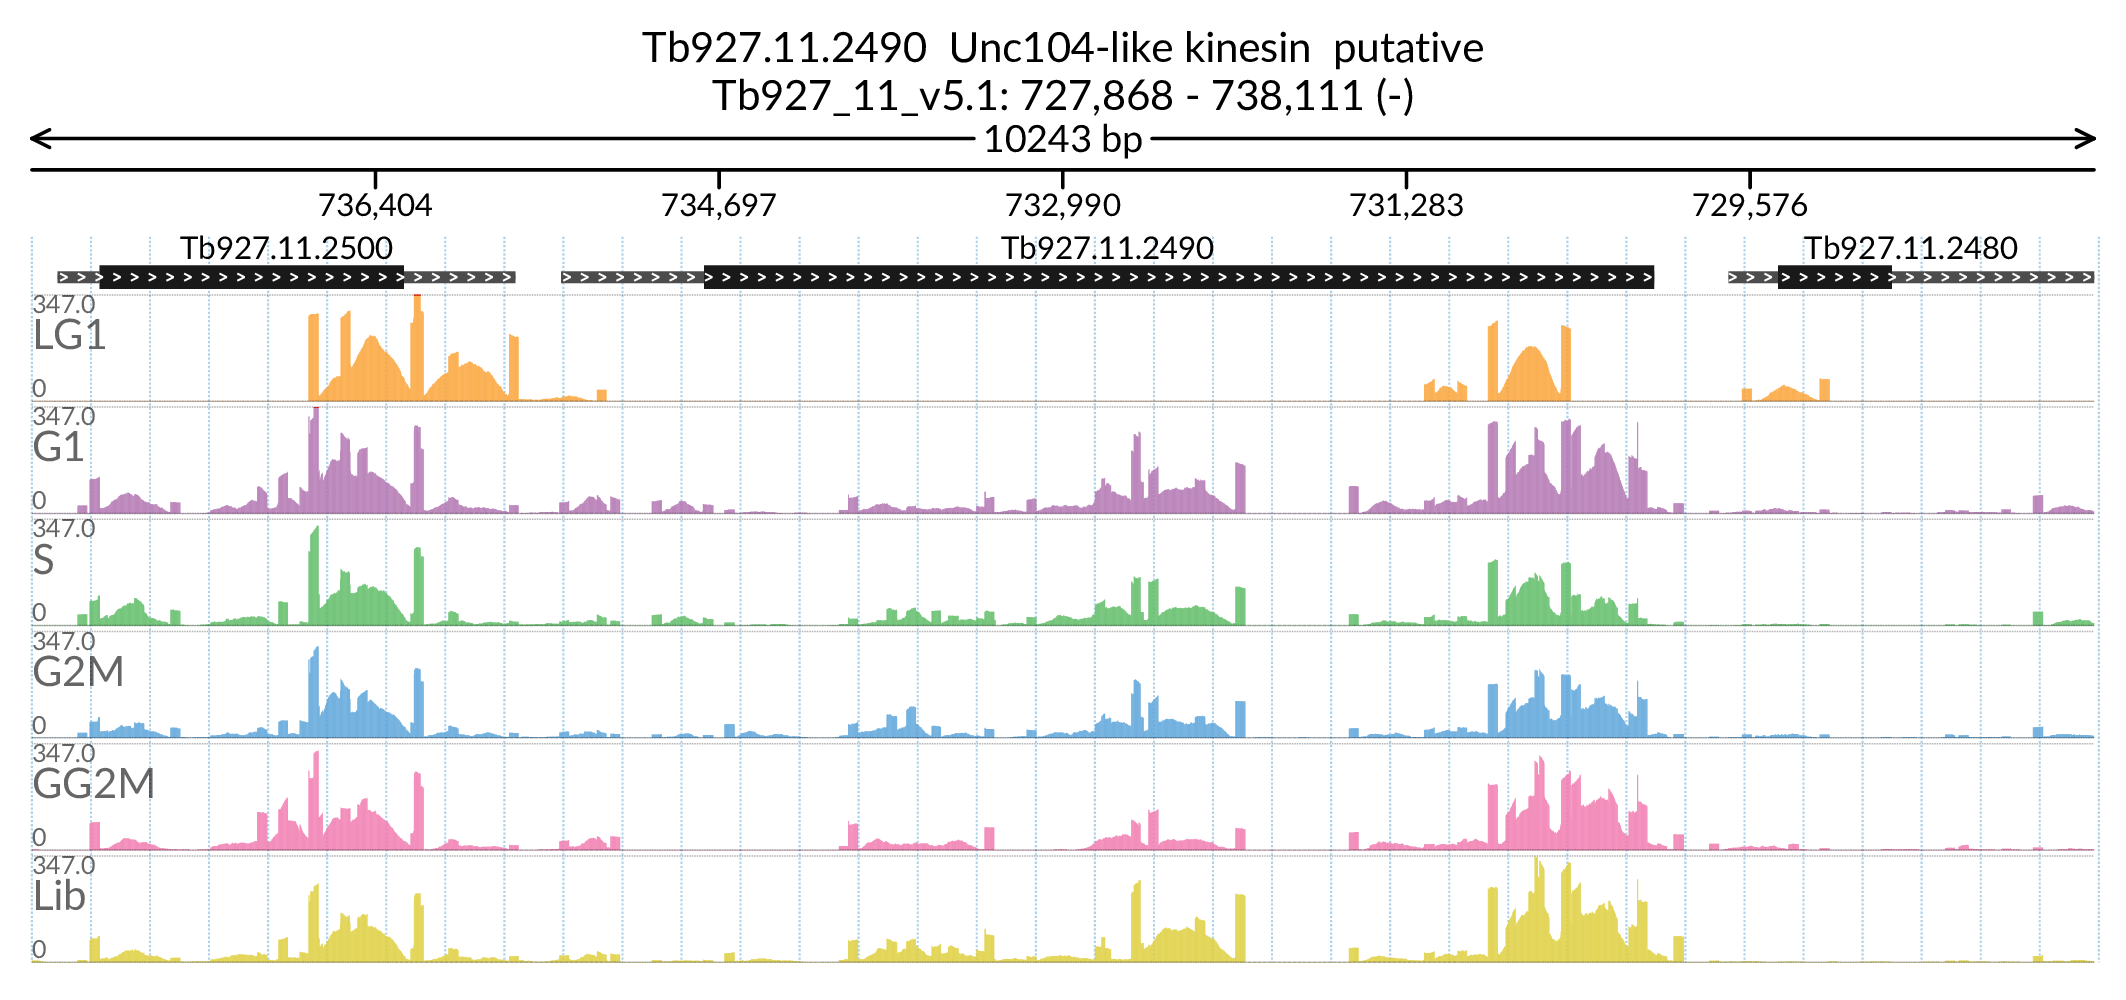 Tb927.11.2490  Unc104-like kinesin  putative
Tb927_11_v5.1: 727,868 - 738,111 (-)
10243 bp
736,404 734,697 732,990 731,283 729,576
Tb927.11.2500 Tb927.11.2490 Tb927.11.2480
347.0
LG1
0
347.0
G1
0
347.0
S
0
347.0
G2M
0
347.0
GG2M
0
347.0
Lib
0